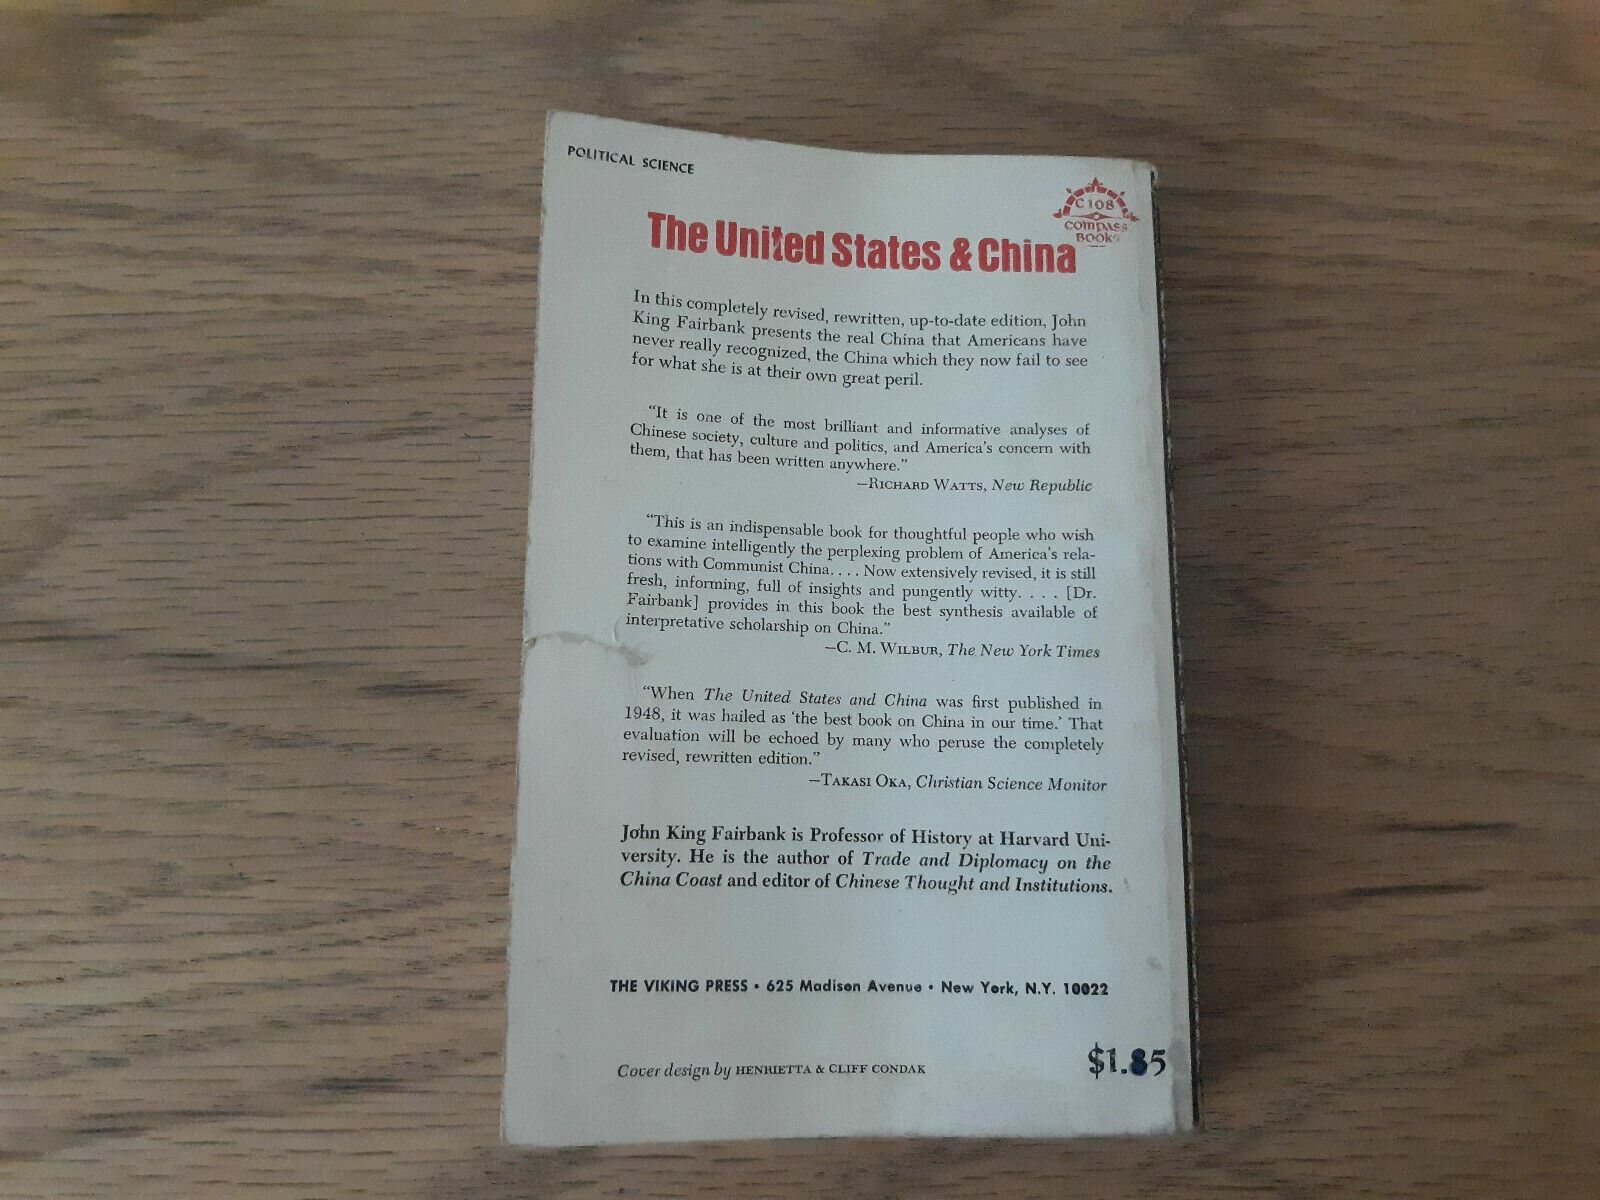 POLITICAL SCIENCE
C 108
COMPASS
BOOKS
The United States & China
In this completely revised, rewritten, up-to-date edition, John
King Fairbank presents the real China that Americans have
never really recognized, the China which they now fail to see
for what she is at their own great peril.
“It is one of the most brilliant and informative analyses of
Chinese society, culture and politics, and America’s concern with
them, that has been written anywhere.”
—RICHARD WATTS, New Republic
“This is an indispensable book for thoughtful people who wish
to examine intelligently the perplexing problem of America’s rela-
tions with Communist China.... Now extensively revised, it is still
fresh, informing, full of insights and pungently witty. . . . [Dr.
Fairbank] provides in this book the best synthesis available of
interpretative scholarship on China.”
—C. M. WILBUR, The New York Times
“When The United States and China was first published in
1948, it was hailed as ‘the best book on China in our time.’ That
evaluation will be echoed by many who peruse the completely
revised, rewritten edition.”
—TAKASI OKA, Christian Science Monitor
John King Fairbank is Professor of History at Harvard Uni-
versity. He is the author of Trade and Diplomacy on the
China Coast and editor of Chinese Thought and Institutions.
THE VIKING PRESS • 625 Madison Avenue • New York, N.Y. 10022
Cover design by HENRIETTA & CLIFF CONDAK
$1.85